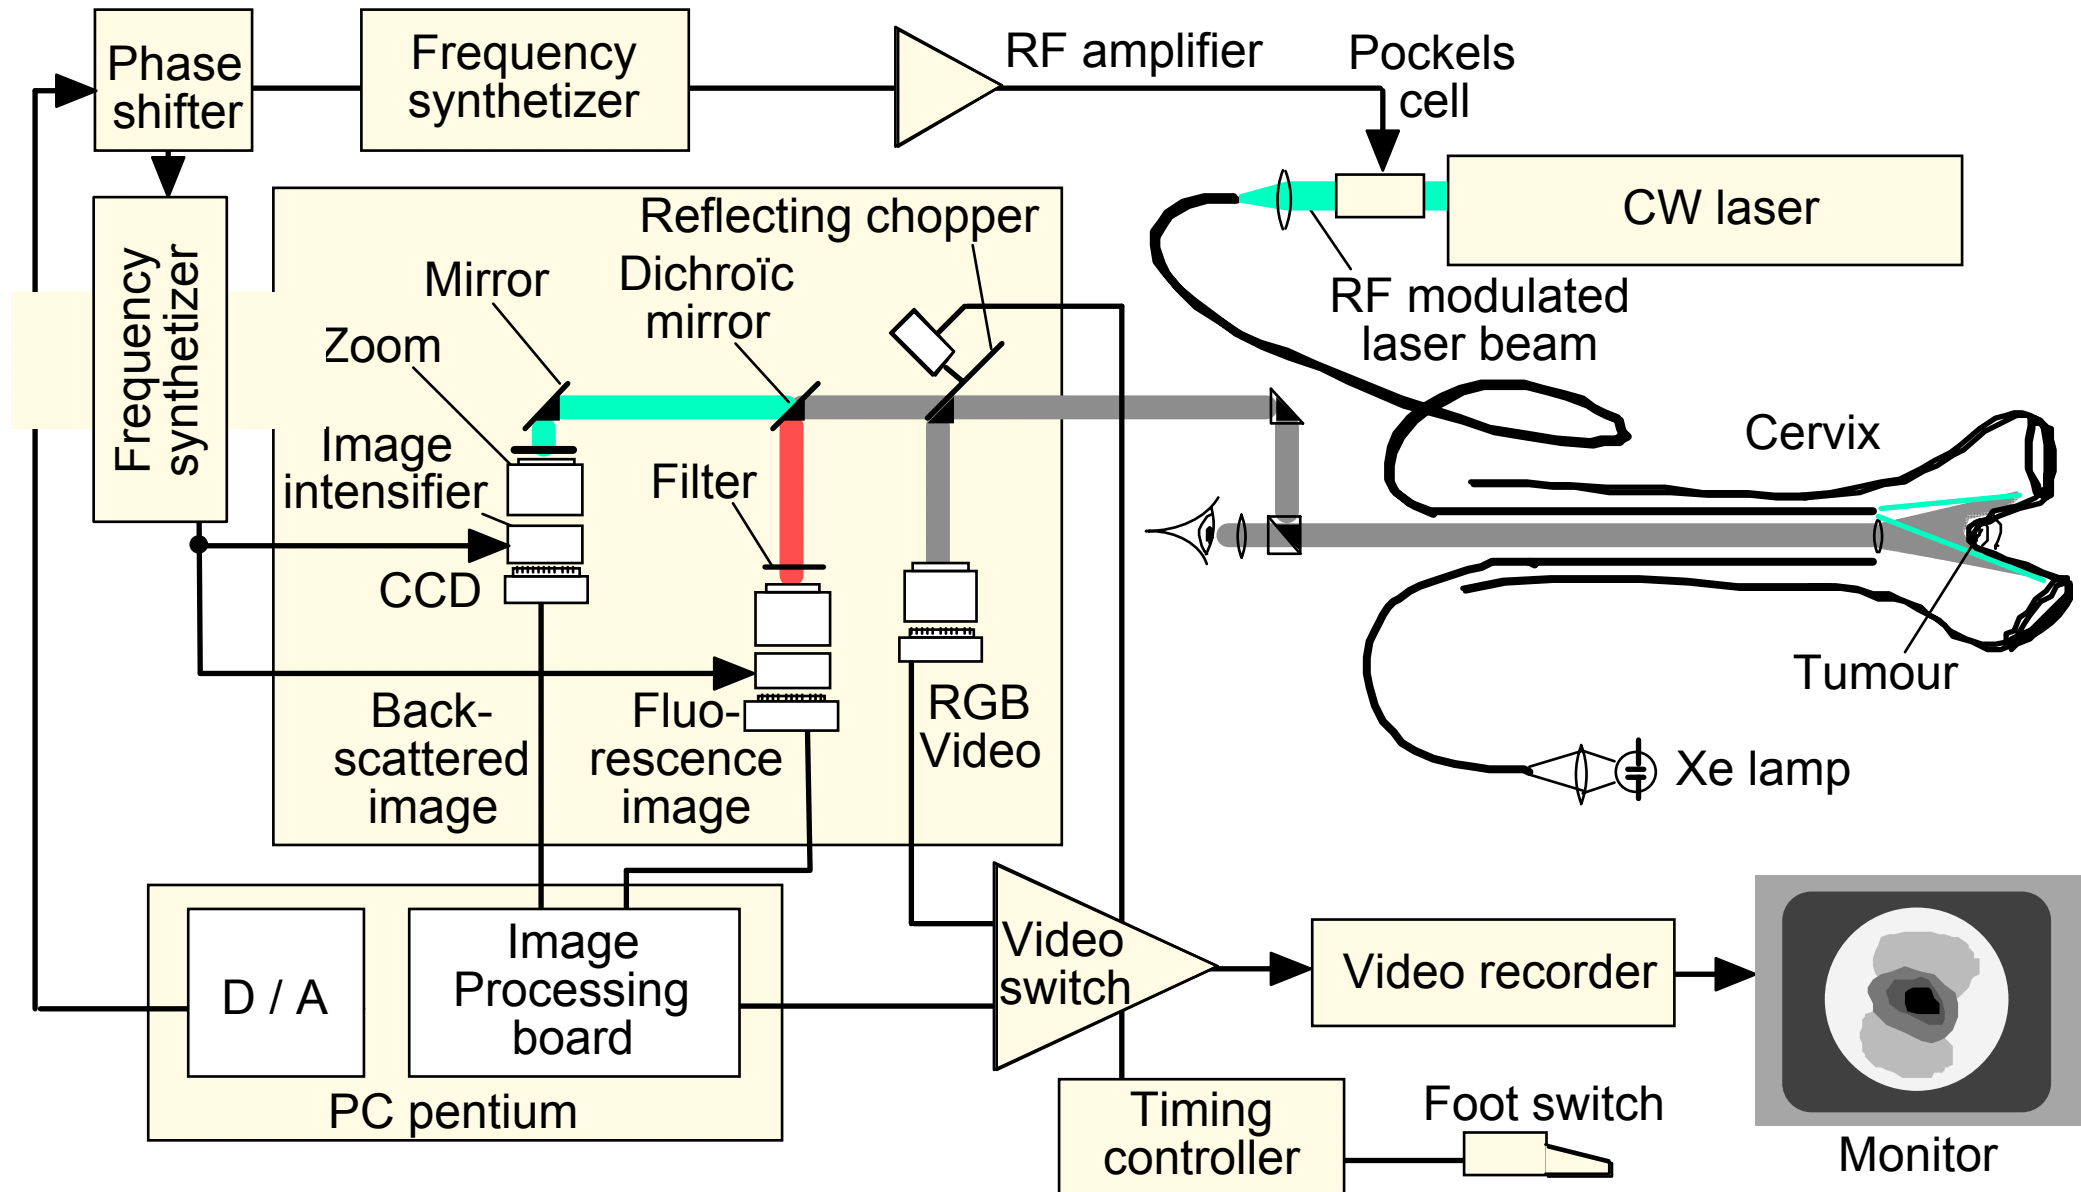 Phase
shifter
Frequency
synthetizer
RF amplifier
Pockels
cell
CW laser
RF modulated
laser beam
Frequency
synthetizer
Reflecting chopper
Dichroïc
mirror
Mirror
Zoom
Image
intensifier
Filter
CCD
Cervix
Tumour
Back-
scattered
image
Fluo-
rescence
image
RGB
Video
Xe lamp
D / A
Image
Processing
board
PC pentium
Video
switch
Video recorder
Timing
controller
Foot switch
Monitor